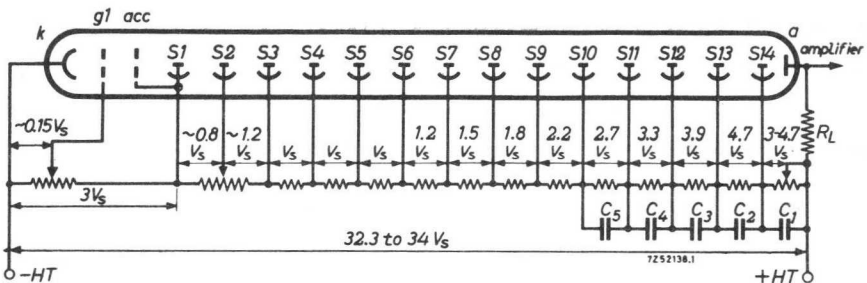 k g1 acc a
S1 S2 S3 S4 S5 S6 S7 S8 S9 S10 S11 S12 S13 S14 amplifier
~0.15Vs ~0.8 Vs ~1.2 Vs Vs Vs Vs 1.2 Vs 1.5 Vs 1.8 Vs 2.2 Vs 2.7 Vs 3.3 Vs 3.9 Vs 4.7 Vs 3-4.7 Vs RL
3Vs
C5 C4 C3 C2 C1
32.3 to 34 Vs
7Z52138.1
-HT +HT